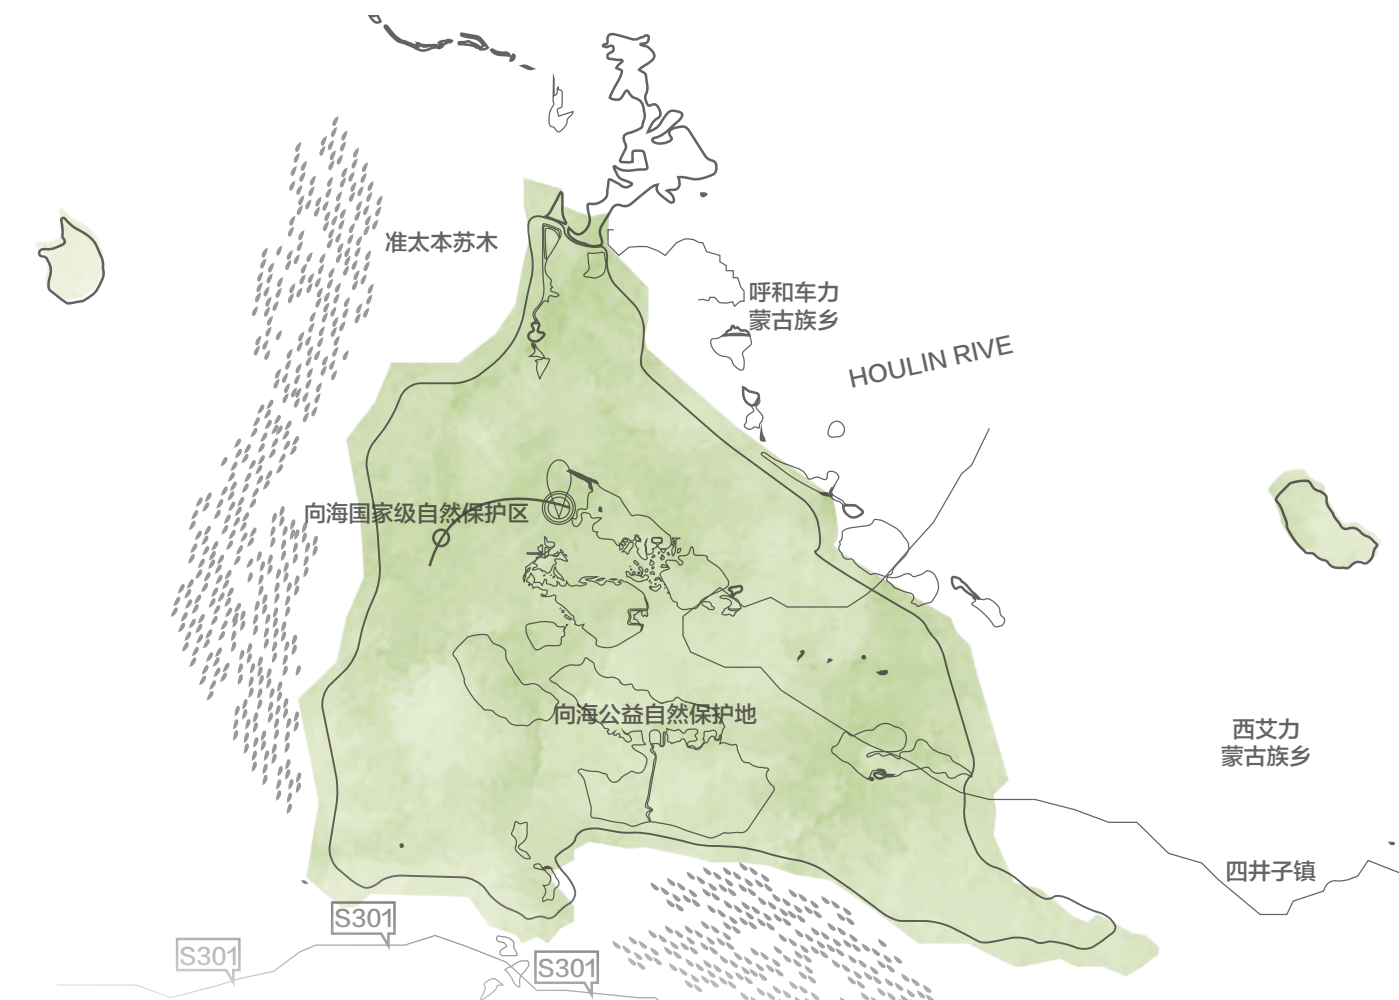 准太本苏木
呼和车力
蒙古族乡
HOULIN RIVE
向海国家级自然保护区
向海公益自然保护地
西艾力
蒙古族乡
四井子镇
S301
S301
S301